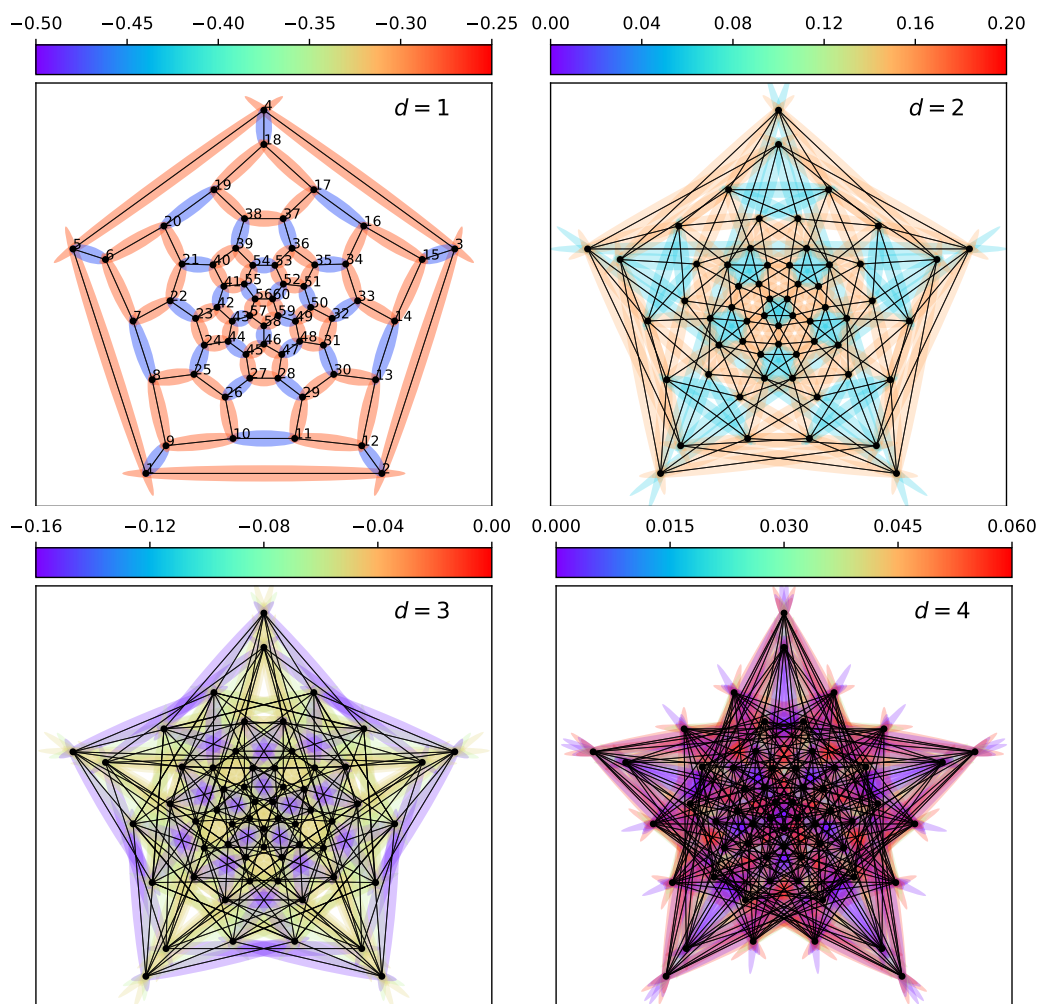 −0.50 −0.45 −0.40 −0.35 −0.30 −0.25
0.00 0.04 0.08 0.12 0.16 0.20
d = 1
d = 2
4
18
19 17
20 16
38 37
5 6 39 36 15 3
21 40 54 53 35 34
22 41 55 52 51 33
7 23 42 56 60 50 32 14
43 57 59 49
58
24 44 46 48 31
45 47
8 25 27 28 30 13
26 29
9 10 11 12
1 2
−0.16 −0.12 −0.08 −0.04 0.00
0.000 0.015 0.030 0.045 0.060
d = 3
d = 4